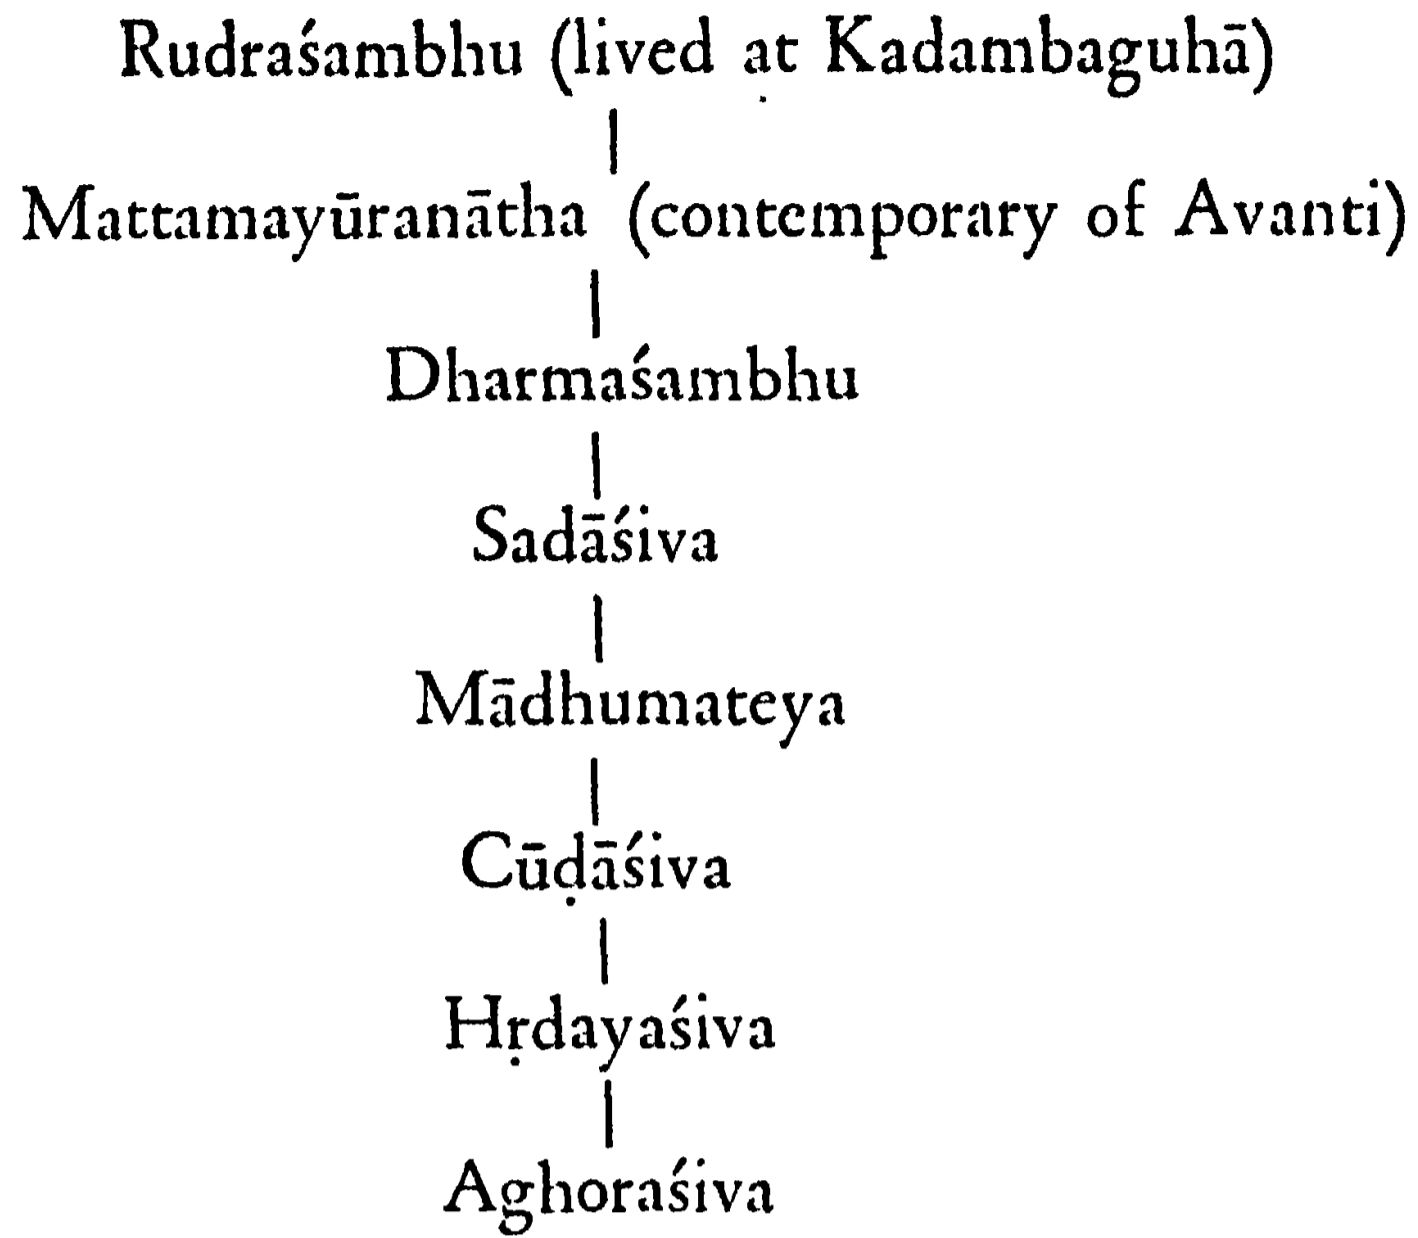 Rudraśambhu (lived at Kadambaguhā)
Mattamayūranātha (contemporary of Avanti)
Dharmaśambhu
Sadāśiva
Mādhumateya
Cūḍāśiva
Hṛdayaśiva
Aghoraśiva